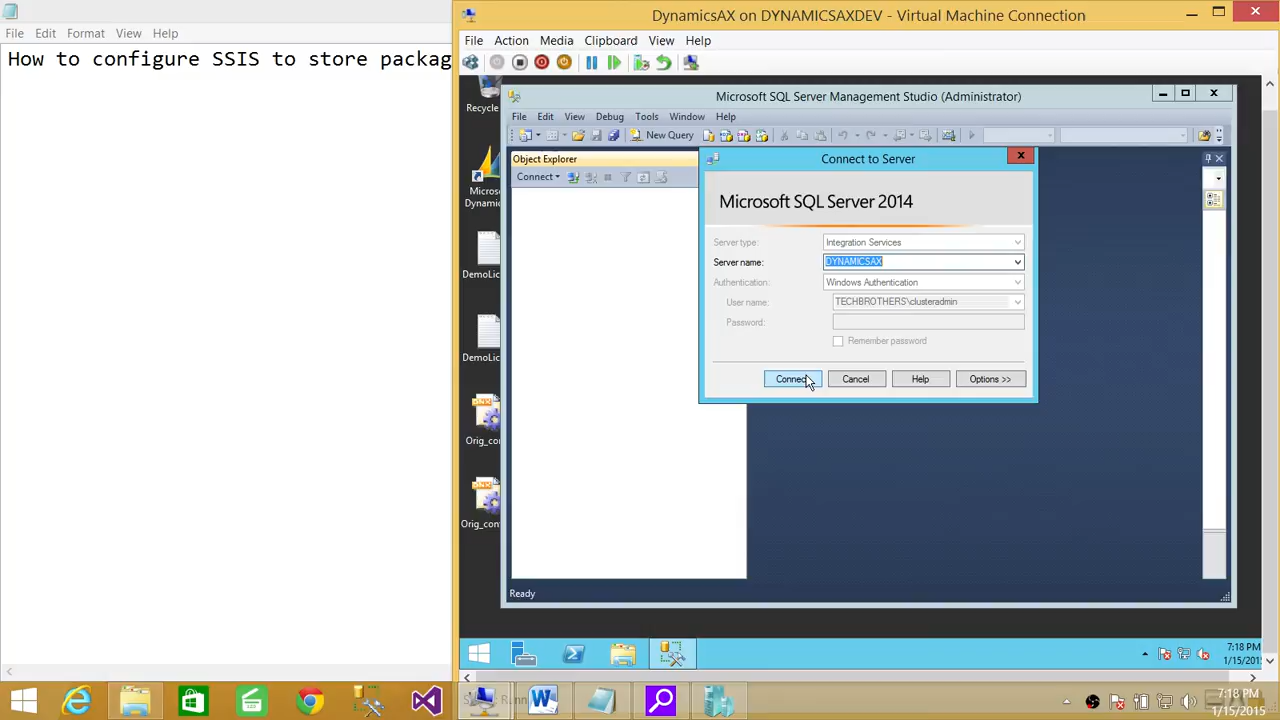 DynamicsAX on DYNAMICSAXDEV - Virtual Machine Connection
File Edit Format View Help
File Action Media Clipboard View Help
How to configure SSIS to store packag
Recycle
Microsoft SQL Server Management Studio (Administrator)
File Edit View Debug Tools Window Help
New Query
Object Explorer
Connect to Server
Connect
Micros
Dynamic
Microsoft SQL Server 2014
Server type: Integration Services
Server name: DYNAMICSAX
Authentication: Windows Authentication
User name: TECHBROTHERS\clusteradmin
Password:
Remember password
Connect Cancel Help Options >>
DemoLic
DemoLic
Orig_con
Orig_con
Ready
7:18 PM
1/15/2015
7:18 PM
1/15/2015